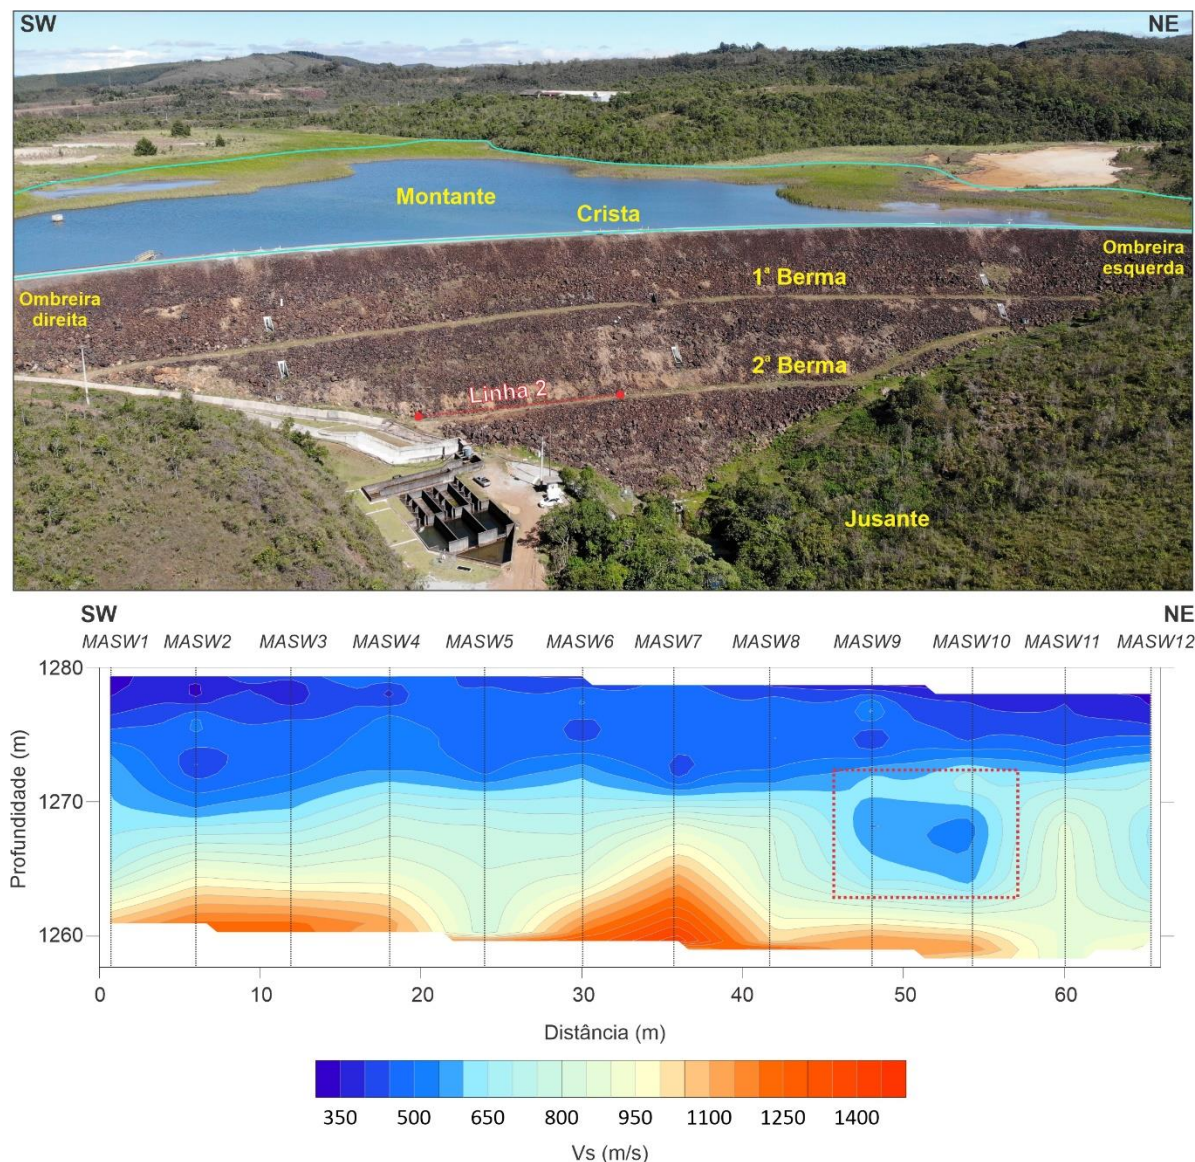 SW
NE
Montante
Crista
Ombreira
esquerda
1ª Berma
Ombreira
direita
2ª Berma
Linha 2
Jusante
SW
NE
MASW1 MASW2 MASW3 MASW4 MASW5 MASW6 MASW7 MASW8 MASW9 MASW10 MASW11 MASW12
1280
1270
1260
Profundidade (m)
0 10 20 30 40 50 60
Distância (m)
350 500 650 800 950 1100 1250 1400
Vs (m/s)